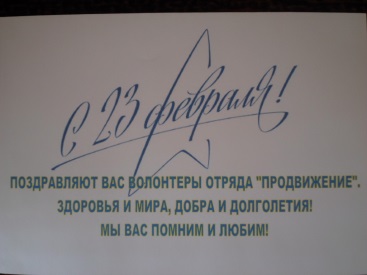 С 23 февраля!
ПОЗДРАВЛЯЮТ ВАС ВОЛОНТЕРЫ ОТРЯДА "ПРОДВИЖЕНИЕ".
ЗДОРОВЬЯ И МИРА, ДОБРА И ДОЛГОЛЕТИЯ!
МЫ ВАС ПОМНИМ И ЛЮБИМ!